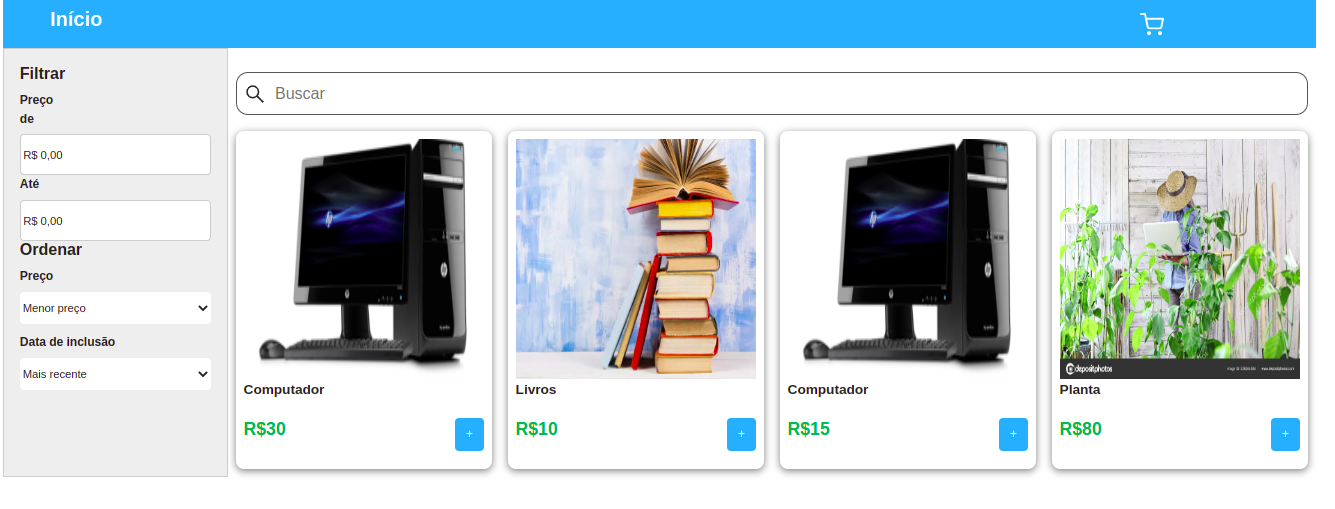 Início
Filtrar
Preço
de
R$ 0,00
Até
R$ 0,00
Ordenar
Preço
Menor preço
Data de inclusão
Mais recente
Buscar
Computador
R$30
+
Livros
R$10
+
Computador
R$15
+
depositphotos
Planta
R$80
+